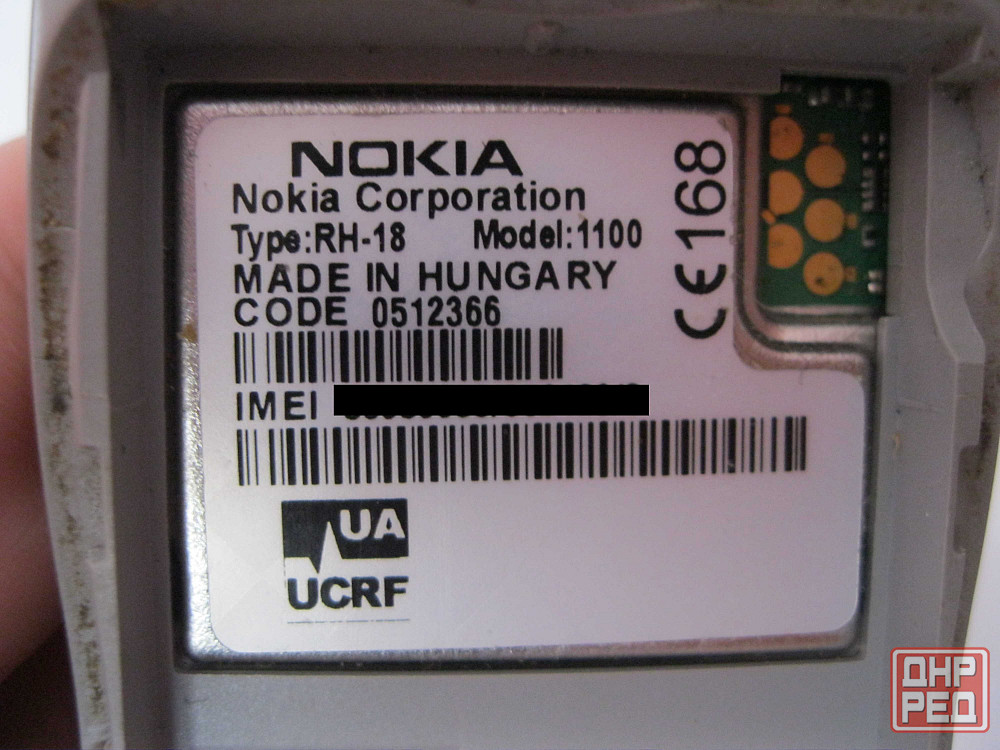 NOKIA
Nokia Corporation
Type:RH-18 Model:1100
MADE IN HUNGARY
CODE 0512366
IMEI
CE168
UA
UCRF
ДНР
РЕД